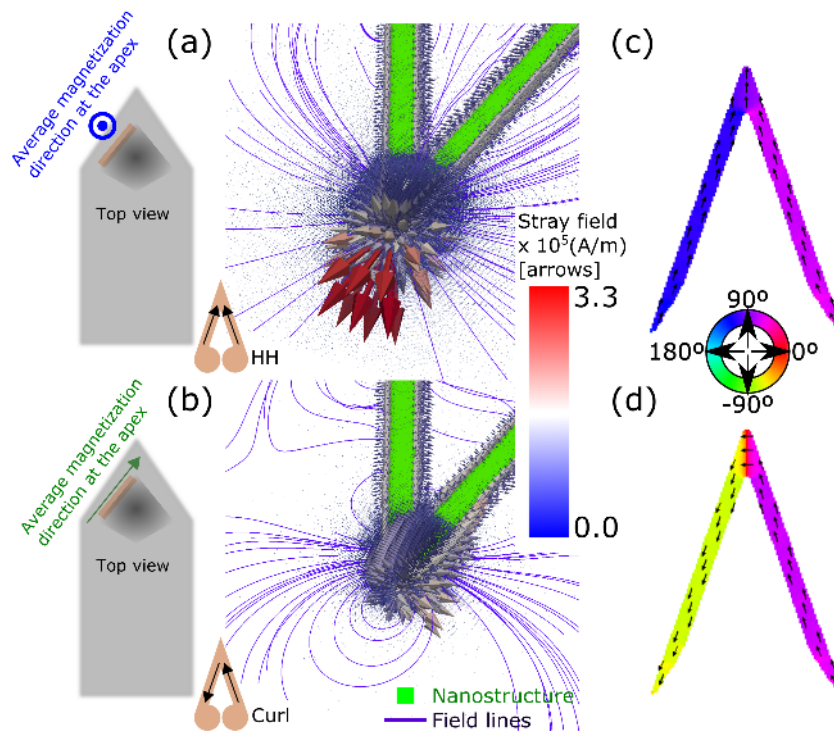 (a)
Average magnetization
direction at the apex
Top view
HH
Stray field
x 10⁵(A/m)
[arrows]
3.3
0.0
(b)
Average magnetization
direction at the apex
Top view
Curl
Nanostructure
Field lines
(c)
90º
180º
0º
-90º
(d)